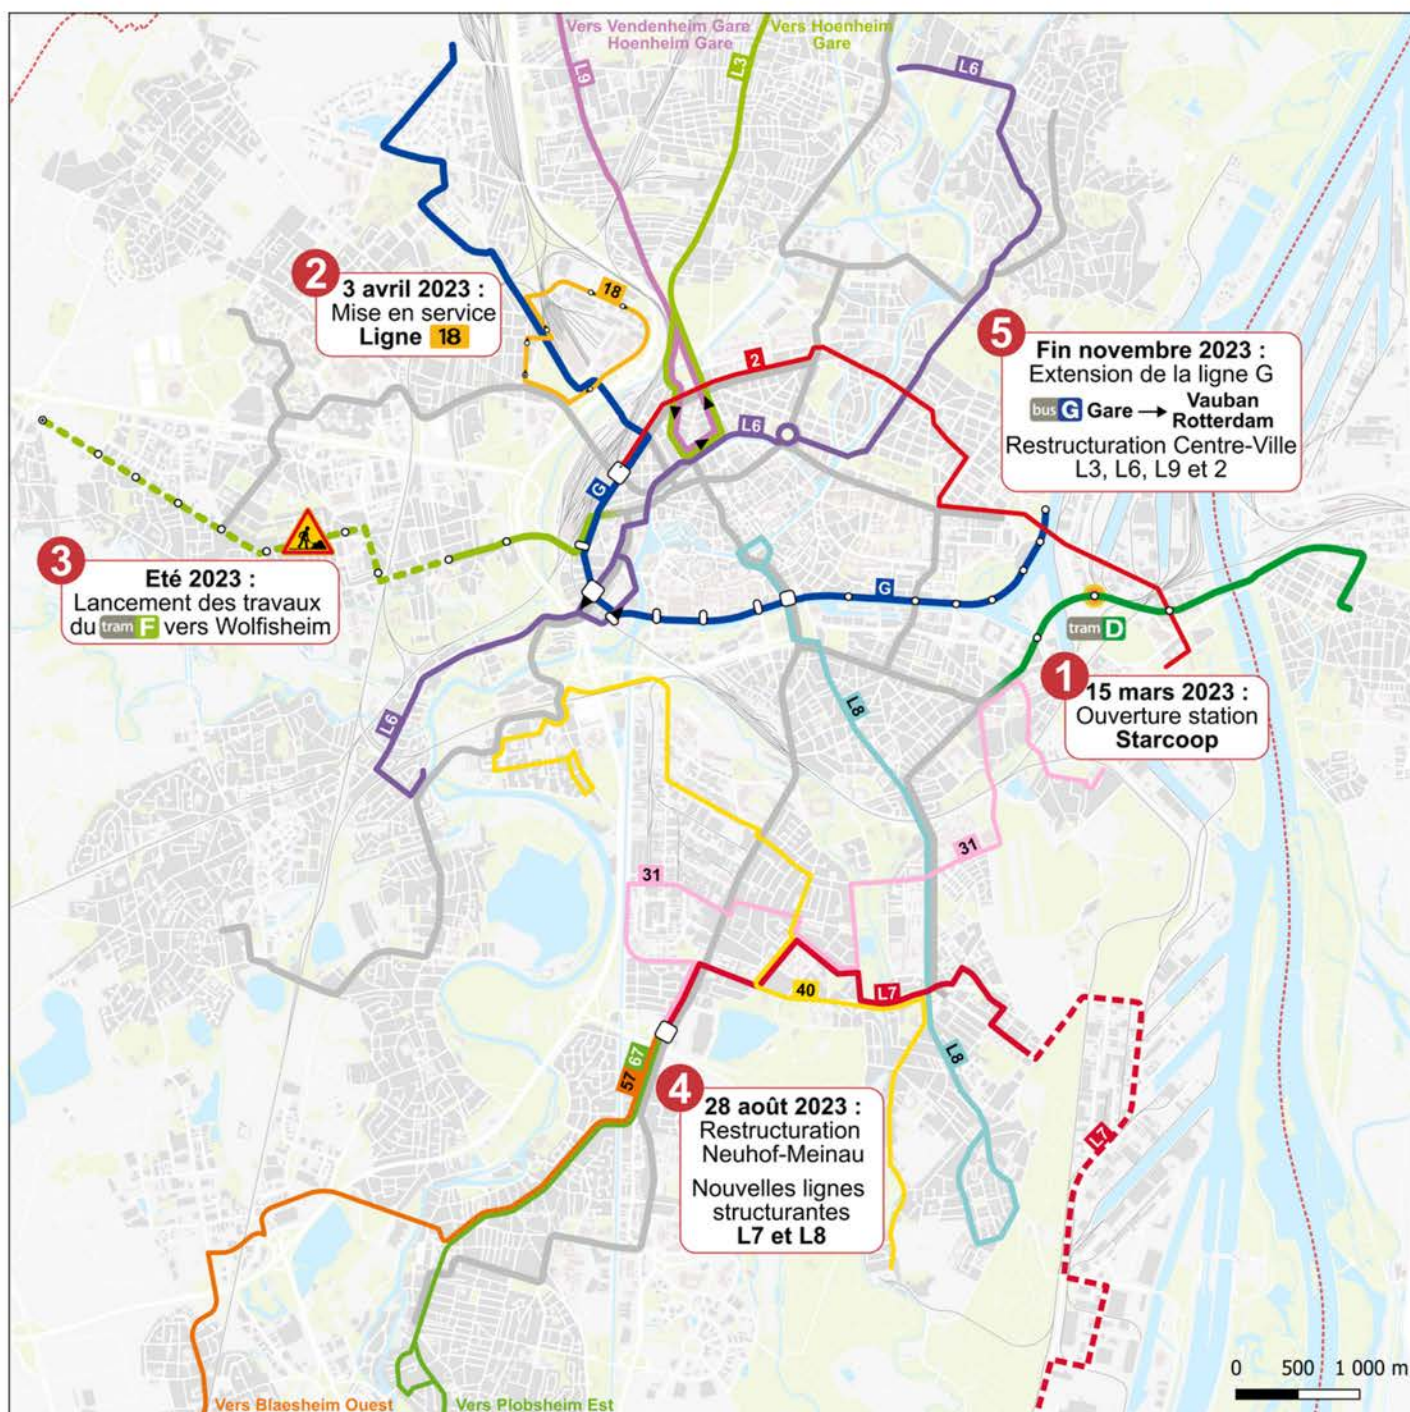 Vers Vendenheim Gare
Hoenheim Gare
Vers Hoenheim
Gare
L9
L3
L6
2
3 avril 2023 :
Mise en service
Ligne 18
18
2
L6
5
Fin novembre 2023 :
Extension de la ligne G
bus G Gare → Vauban
Rotterdam
Restructuration Centre-Ville
L3, L6, L9 et 2
G
3
Eté 2023 :
Lancement des travaux
du tram F vers Wolfisheim
G
tram D
1
15 mars 2023 :
Ouverture station
Starcoop
L6
L8
31
31
40
L7
L8
57
67
4
28 août 2023 :
Restructuration
Neuhof-Meinau
Nouvelles lignes
structurantes
L7 et L8
L7
0 500 1 000 m
Vers Blaesheim Ouest
Vers Plobsheim Est